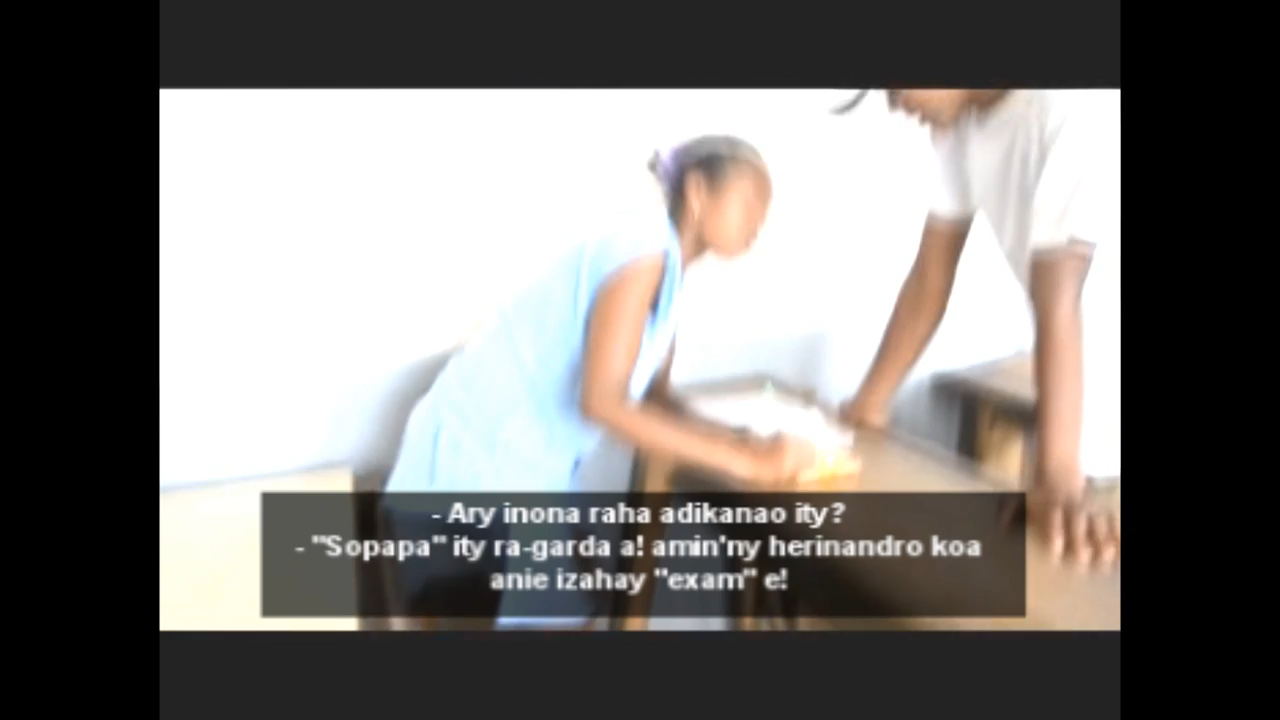 - Ary inona raha adikanao ity?
- "Sopapa" ity ra-garda a! amin'ny herinandro koa
anie izahay "exam" e!